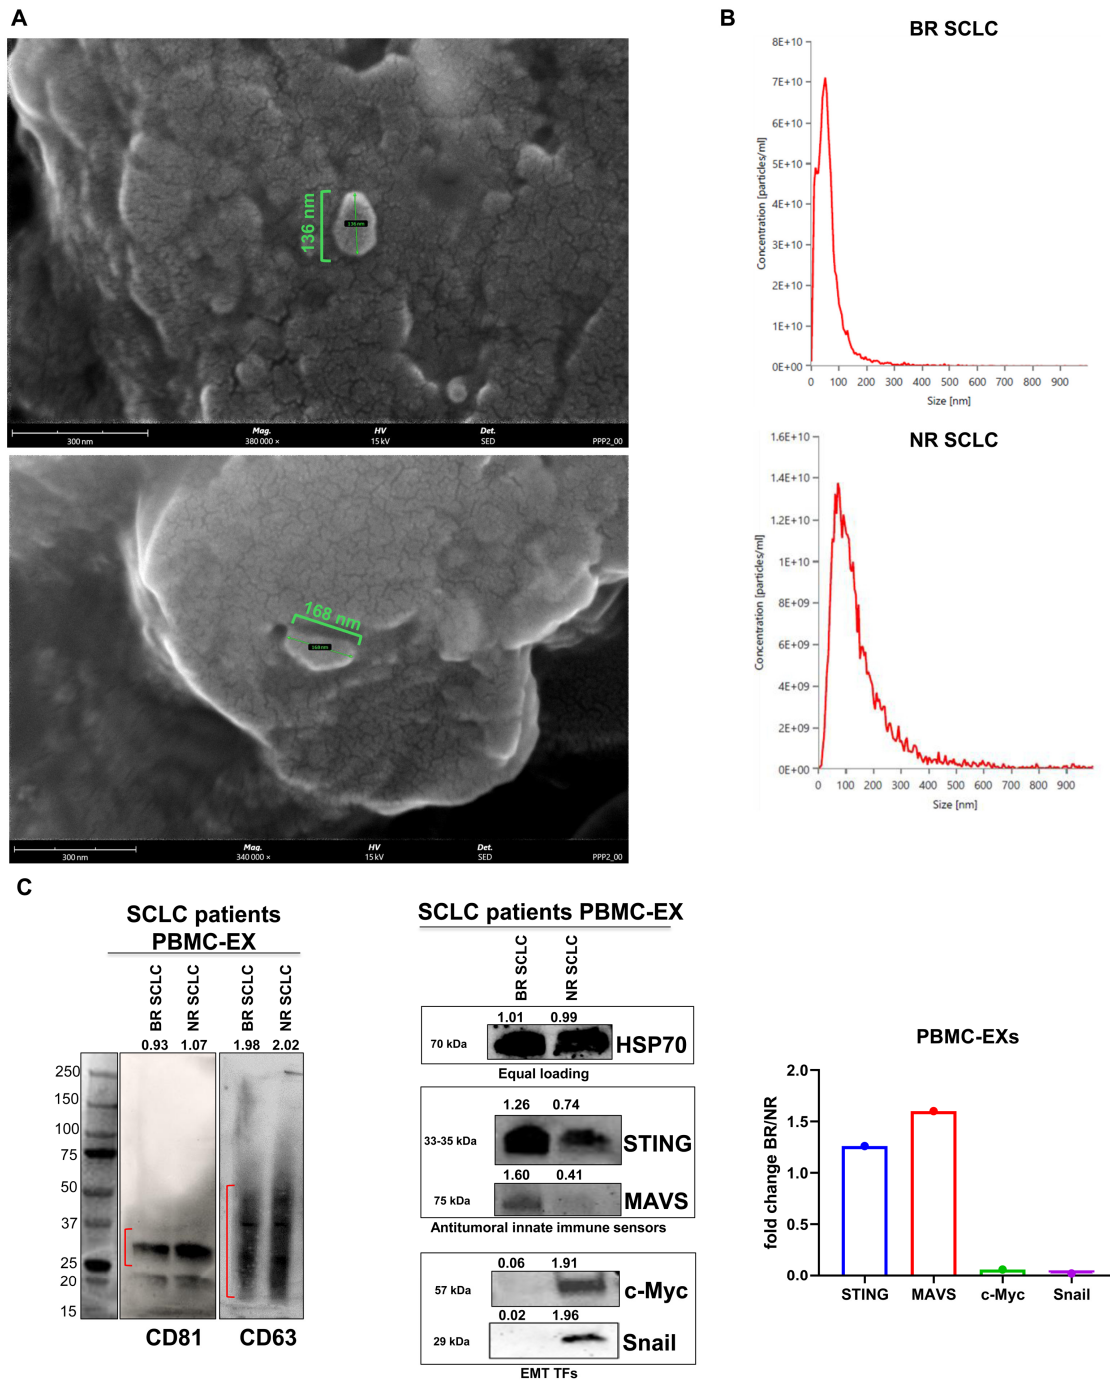 A
136 nm
136 nm
300 nm
Mag.
380 000 ×
HV
15 kV
Det.
SED
PPP2_00
168 nm
168 nm
300 nm
Mag.
340 000 ×
HV
15 kV
Det.
SED
PPP2_00
B
BR SCLC
Concentration [particles/ml]
8E+10
7E+10
6E+10
5E+10
4E+10
3E+10
2E+10
1E+10
0E+00
0 100 200 300 400 500 600 700 800 900
Size [nm]
NR SCLC
Concentration [particles/ml]
1.6E+10
1.4E+10
1.2E+10
1E+10
8E+09
6E+09
4E+09
2E+09
0E+00
0 100 200 300 400 500 600 700 800 900
Size [nm]
C
SCLC patients
PBMC-EX
BR SCLC
NR SCLC
BR SCLC
NR SCLC
0.93 1.07 1.98 2.02
250
150
100
75
50
37
25
20
15
CD81
CD63
SCLC patients PBMC-EX
BR SCLC
NR SCLC
1.01 0.99
70 kDa
HSP70
Equal loading
1.26 0.74
33-35 kDa
STING
1.60 0.41
75 kDa
MAVS
Antitumoral innate immune sensors
0.06 1.91
57 kDa
c-Myc
0.02 1.96
29 kDa
Snail
EMT TFs
PBMC-EXs
fold change BR/NR
2.0
1.5
1.0
0.5
0.0
STING MAVS c-Myc Snail